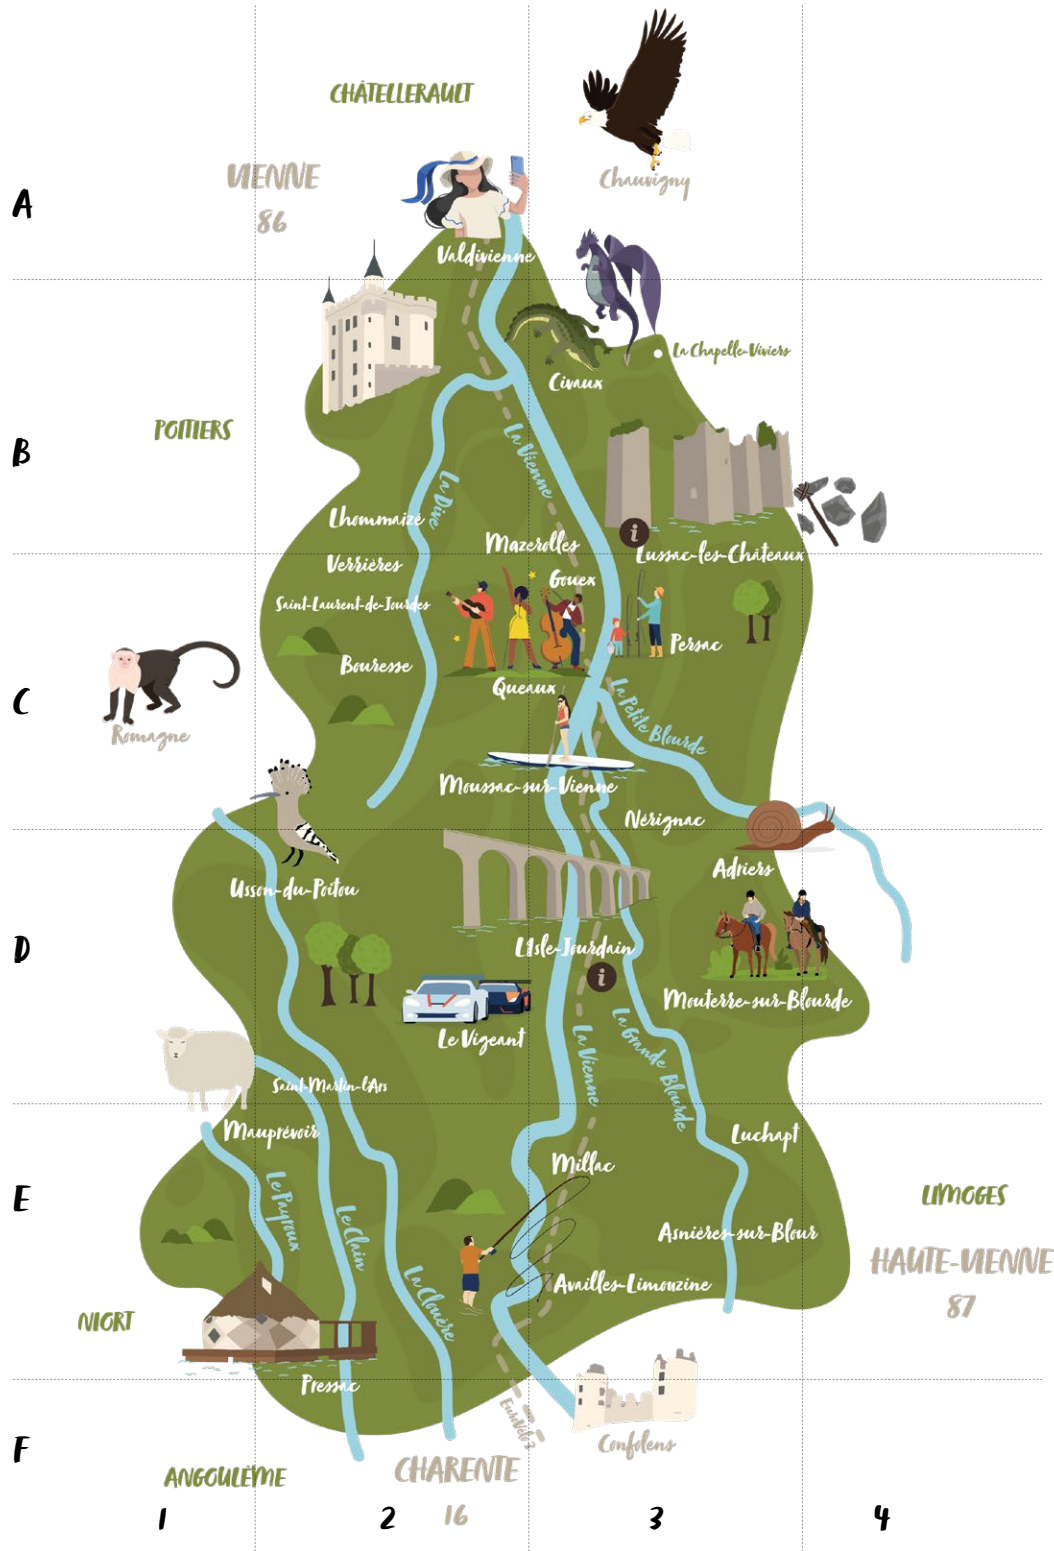 CHÂTELLERAULT
VIENNE
86
Chauvigny
A
Valdivienne
La Chapelle-Viviers
Civaux
POITIERS
B
La Vienne
La Dive
Lhommaizé
Mazerolles
i
Lussac-les-Châteaux
Verrières
Gouex
Saint-Laurent-de-Jourdes
Persac
Bouresse
Queaux
C
La Petite Blourde
Romagne
Moussac-sur-Vienne
Nérignac
Adriers
Usson-du-Poitou
D
L'Isle-Jourdain
i
Mouterre-sur-Blourde
Le Vigeant
La Vienne
La Grande Blourde
Saint-Martin-l'Ars
Mauprévoir
Luchapt
Millac
E
Le Payroux
Le Clain
LIMOGES
Asnières-sur-Blour
HAUTE-VIENNE
87
La Clouère
Availles-Limouzine
NIORT
Pressac
EuroVélo 3
F
Confolens
ANGOULÊME
CHARENTE
16
1
2
3
4